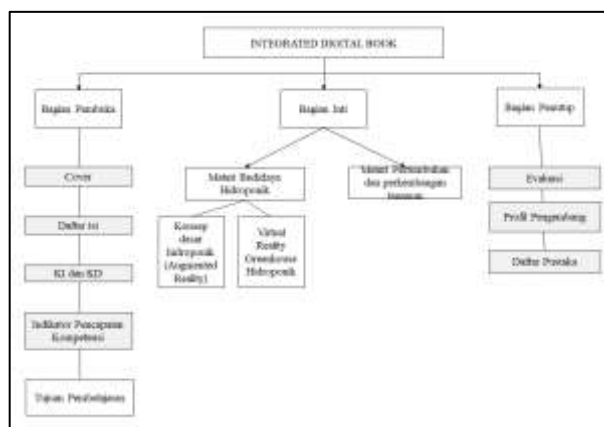 INTEGRATED DIGITAL BOOK
Bagian Pembuka
Bagian Inti
Bagian Penutup
Cover
Daftar isi
KI dan KD
Indikator Pencapaian
Kompetensi
Tujuan Pembelajaran
Materi Budidaya
Hidroponik
Konsep
dasar
hidroponik
(Augmented
Reality)
Virtual
Reality
Greenhouse
Hidroponik
Materi Pertumbuhan
dan perkembangan
tanaman
Evaluasi
Profil Pengembang
Daftar Pustaka